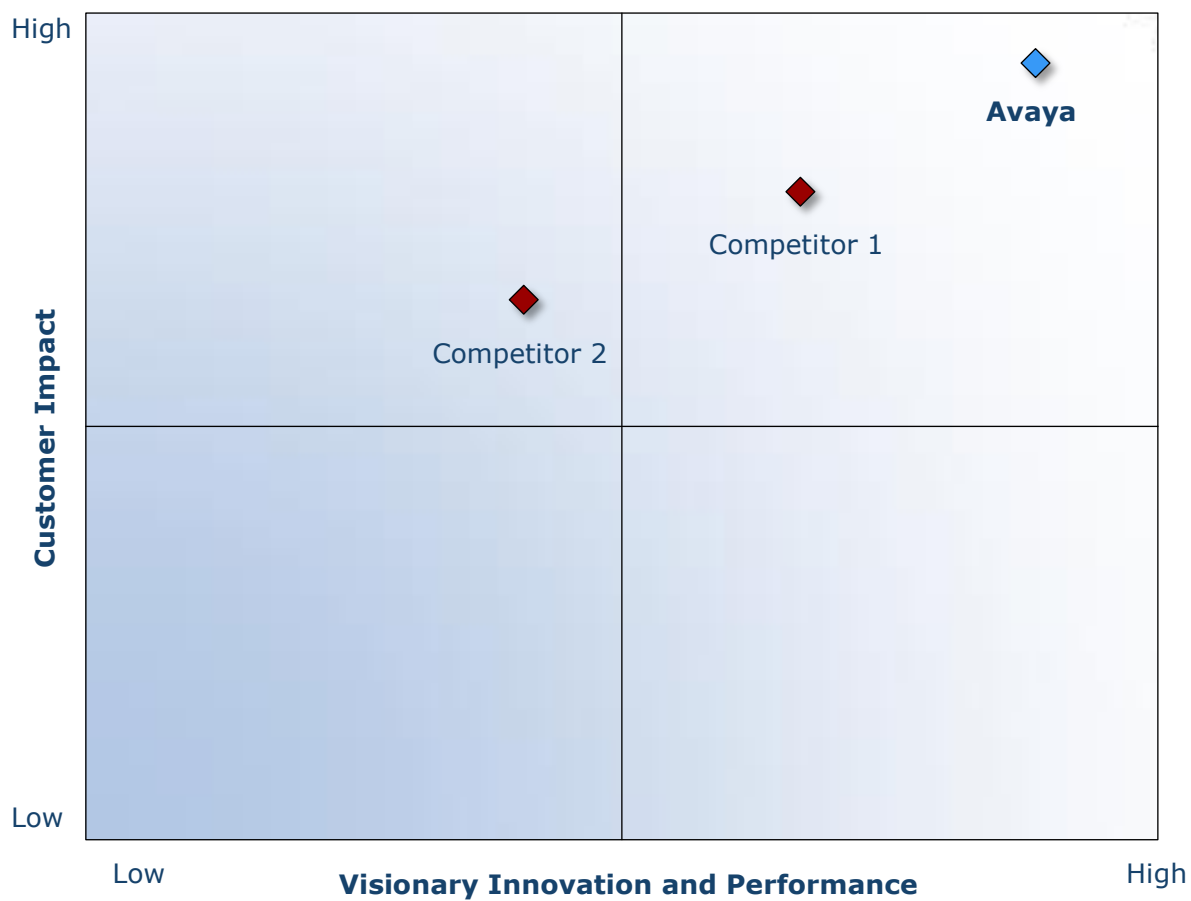 High
Avaya
Competitor 1
Competitor 2
Customer Impact
Low
Low
High
Visionary Innovation and Performance